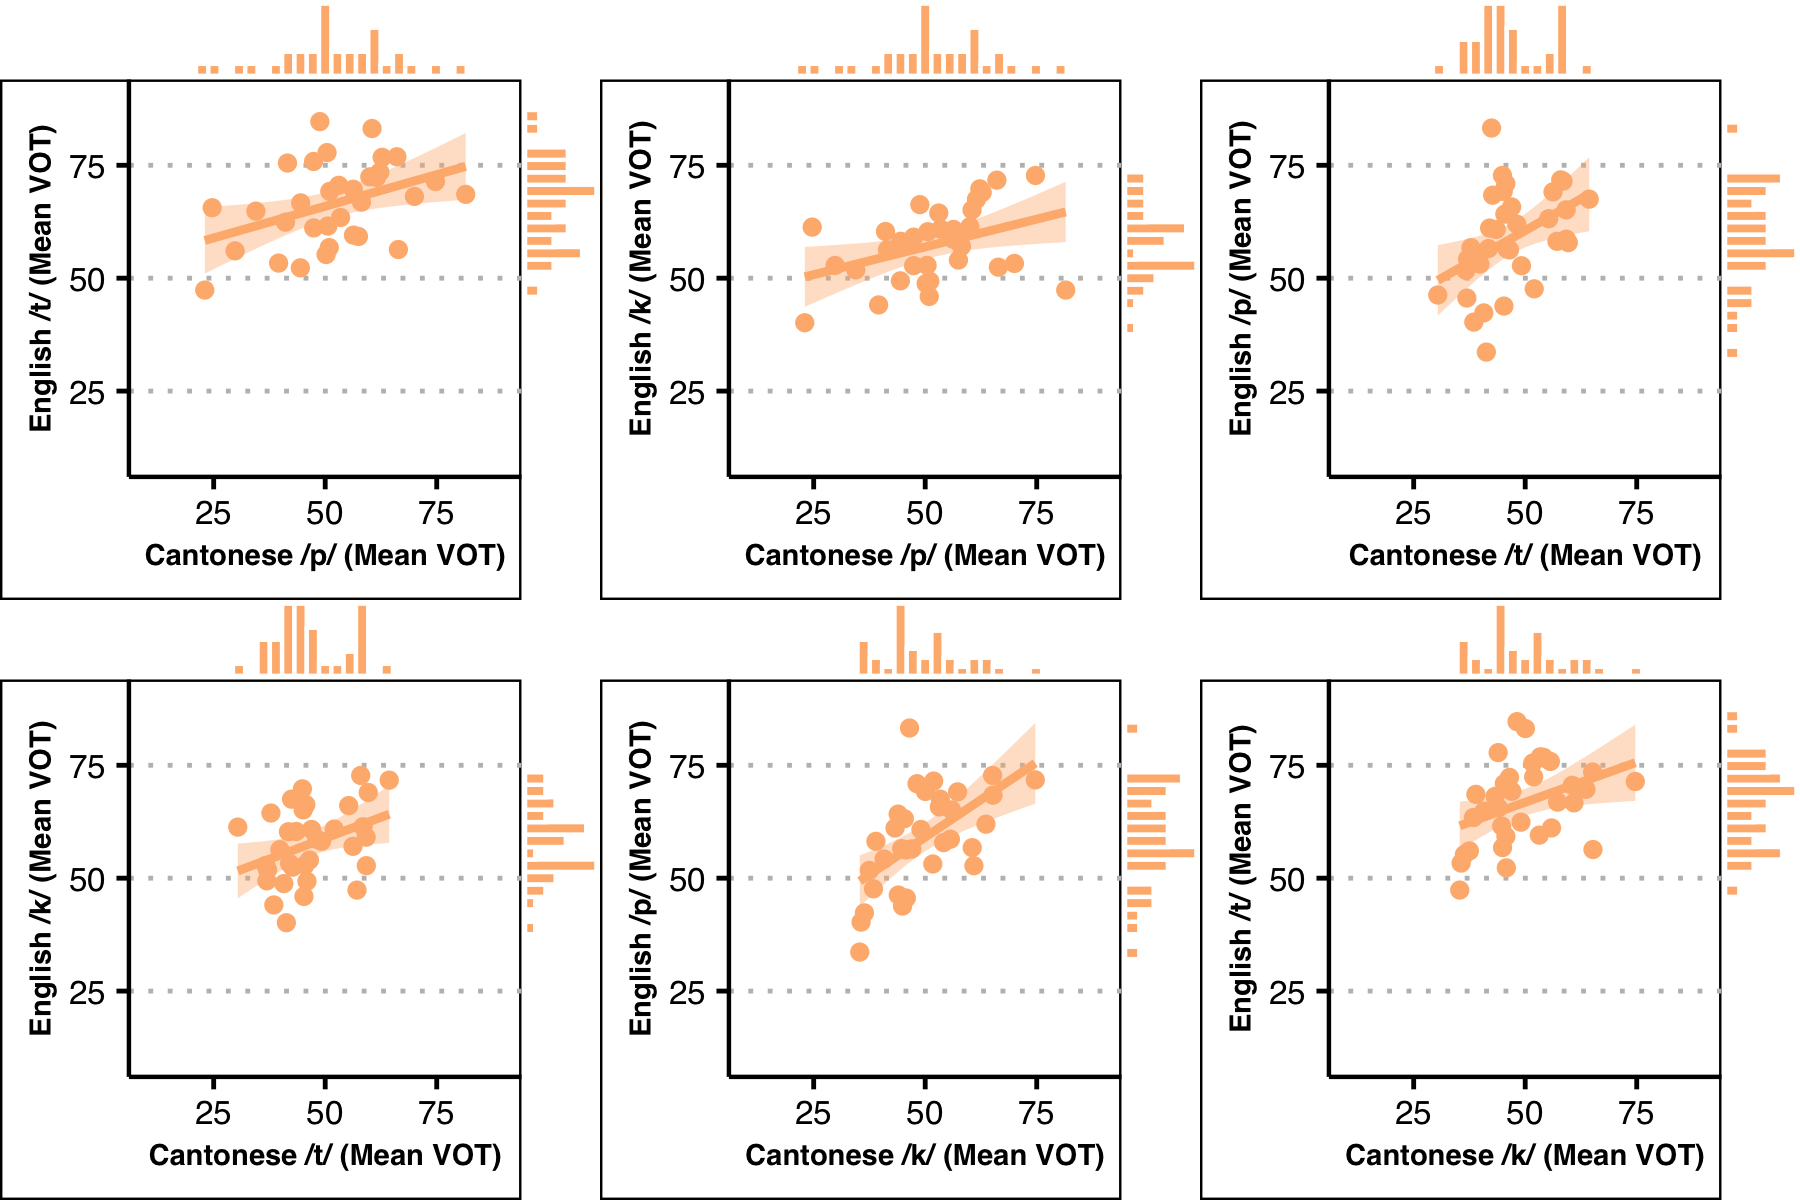 English /t/ (Mean VOT)
75
50
25
25 50 75
Cantonese /p/ (Mean VOT)
English /k/ (Mean VOT)
75
50
25
25 50 75
Cantonese /p/ (Mean VOT)
English /p/ (Mean VOT)
75
50
25
25 50 75
Cantonese /t/ (Mean VOT)
English /k/ (Mean VOT)
75
50
25
25 50 75
Cantonese /t/ (Mean VOT)
English /p/ (Mean VOT)
75
50
25
25 50 75
Cantonese /k/ (Mean VOT)
English /t/ (Mean VOT)
75
50
25
25 50 75
Cantonese /k/ (Mean VOT)